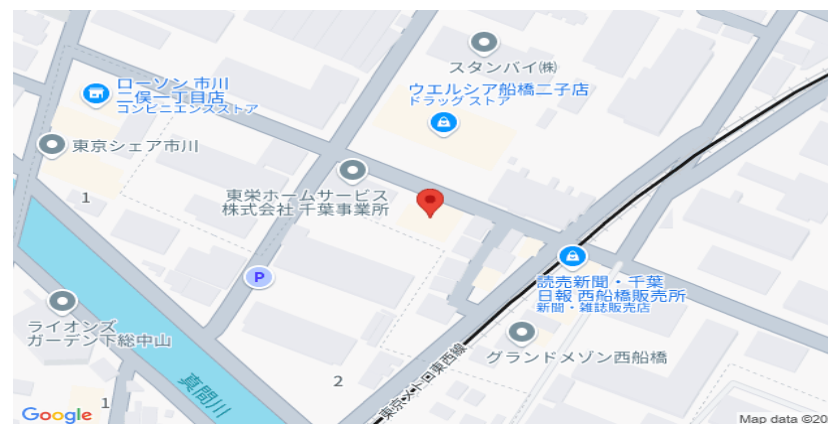 スタンバイ㈱
ローソン 市川
二俣一丁目店
コンビニエンスストア
ウエルシア船橋二子店
ドラッグ ストア
東京シェア市川
1
東栄ホームサービス
株式会社 千葉事業所
P
読売新聞・千葉
日報 西船橋販売所
新聞・雑誌販売店
ライオンズ
ガーデン下総中山
グランドメゾン西船橋
東京メトロ東西線
2
真間川
1
Google
Map data ©20